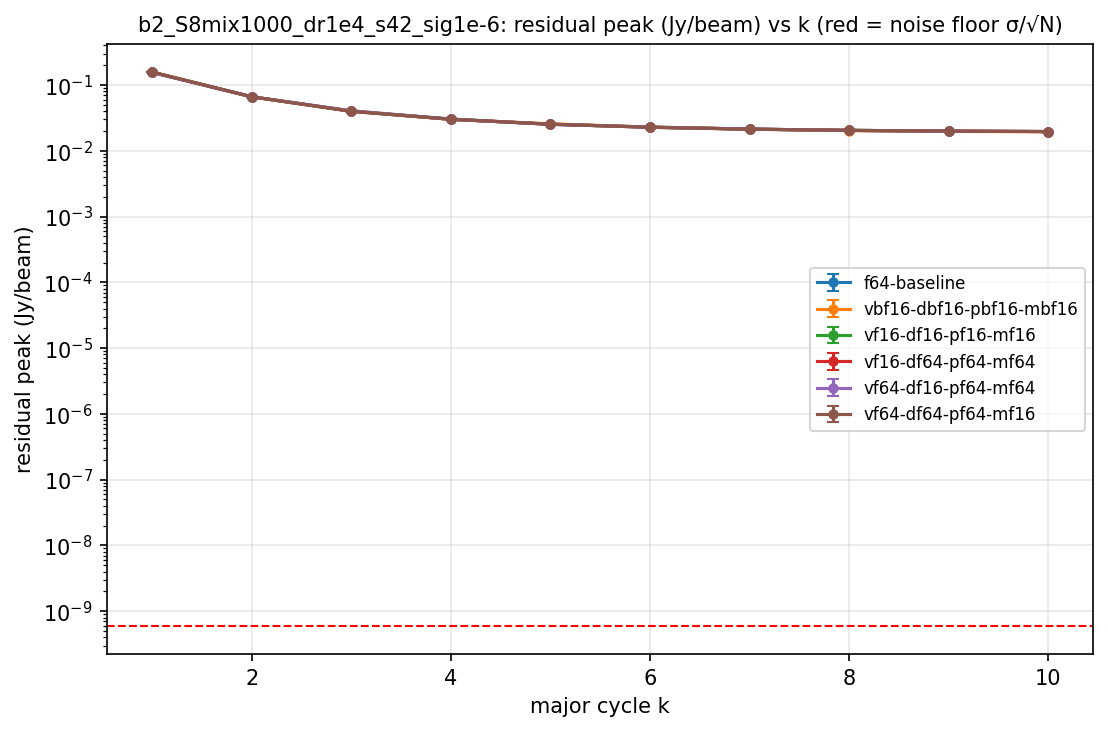 b2_S8mix1000_dr1e4_s42_sig1e-6: residual peak (Jy/beam) vs k (red = noise floor σ/√N)
residual peak (Jy/beam)
10⁻¹
10⁻²
10⁻³
10⁻⁴
10⁻⁵
10⁻⁶
10⁻⁷
10⁻⁸
10⁻⁹
f64-baseline
vbf16-dbf16-pbf16-mbf16
vf16-df16-pf16-mf16
vf16-df64-pf64-mf64
vf64-df16-pf64-mf64
vf64-df64-pf64-mf16
2 4 6 8 10
major cycle k